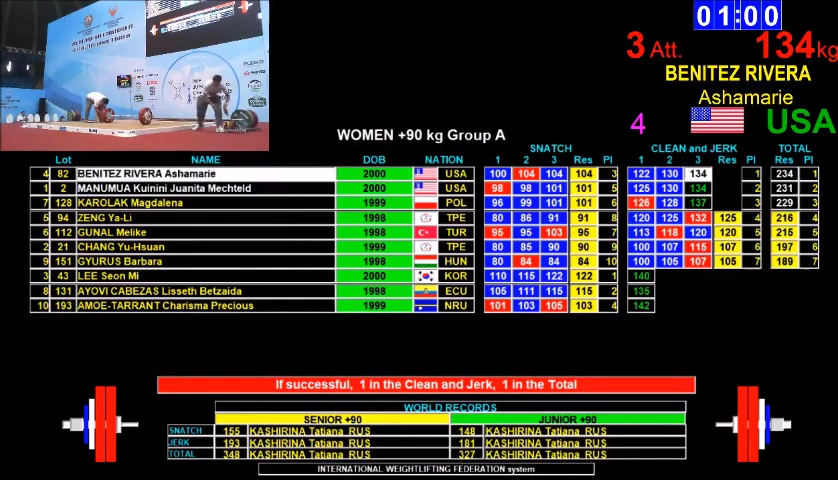 01:00
3 Att. 134kg
BENITEZ RIVERA
Ashamarie
4 USA
WOMEN +90 kg Group A
SNATCH CLEAN and JERK TOTAL
Lot NAME DOB NATION 1 2 3 Res Pl 1 2 3 Res Pl Res Pl
4 82 BENITEZ RIVERA Ashamarie 2000 USA 100 104 104 104 3 122 130 134 1 234 1
1 2 MANUMUA Kuinini Juanita Mechteld 2000 USA 98 98 101 101 5 125 130 134 2 231 2
7 128 KAROLAK Magdalena 1999 POL 96 99 101 101 6 126 128 137 3 229 3
5 94 ZENG Ya-Li 1998 TPE 80 86 91 91 8 120 125 132 125 4 216 4
6 112 GUNAL Melike 1998 TUR 95 95 103 95 7 113 118 120 120 5 215 5
2 21 CHANG Yu-Hsuan 1999 TPE 80 85 90 90 9 100 107 115 107 6 197 6
9 151 GYURUS Barbara 1998 HUN 80 84 84 84 10 100 105 107 105 7 189 7
3 43 LEE Seon Mi 2000 KOR 110 115 122 122 1 140
8 131 AYOVI CABEZAS Lisseth Betzaida 1998 ECU 105 111 115 115 2 135
10 193 AMOE-TARRANT Charisma Precious 1999 NRU 101 103 105 103 4 142
If successful, 1 in the Clean and Jerk, 1 in the Total
WORLD RECORDS
SENIOR +90 JUNIOR +90
SNATCH 155 KASHIRINA Tatiana RUS 148 KASHIRINA Tatiana RUS
JERK 193 KASHIRINA Tatiana RUS 181 KASHIRINA Tatiana RUS
TOTAL 348 KASHIRINA Tatiana RUS 327 KASHIRINA Tatiana RUS
INTERNATIONAL WEIGHTLIFTING FEDERATION system